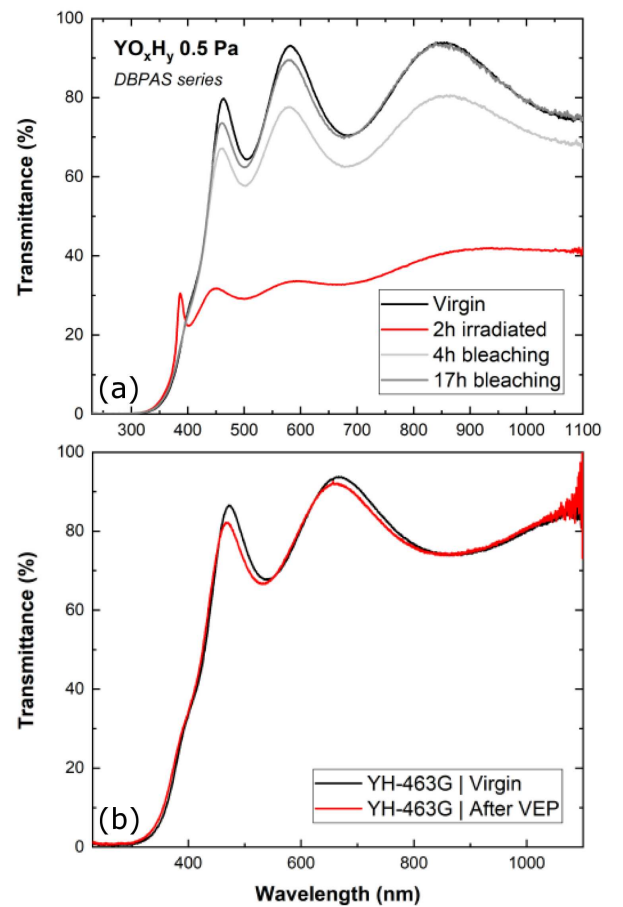 100
YOₓHᵧ 0.5 Pa
DBPAS series
80
60
40
20
0
Transmittance (%)
Virgin
2h irradiated
4h bleaching
17h bleaching
(a)
300 400 500 600 700 800 900 1000 1100
100
80
60
40
20
0
Transmittance (%)
YH-463G | Virgin
YH-463G | After VEP
(b)
400 600 800 1000
Wavelength (nm)